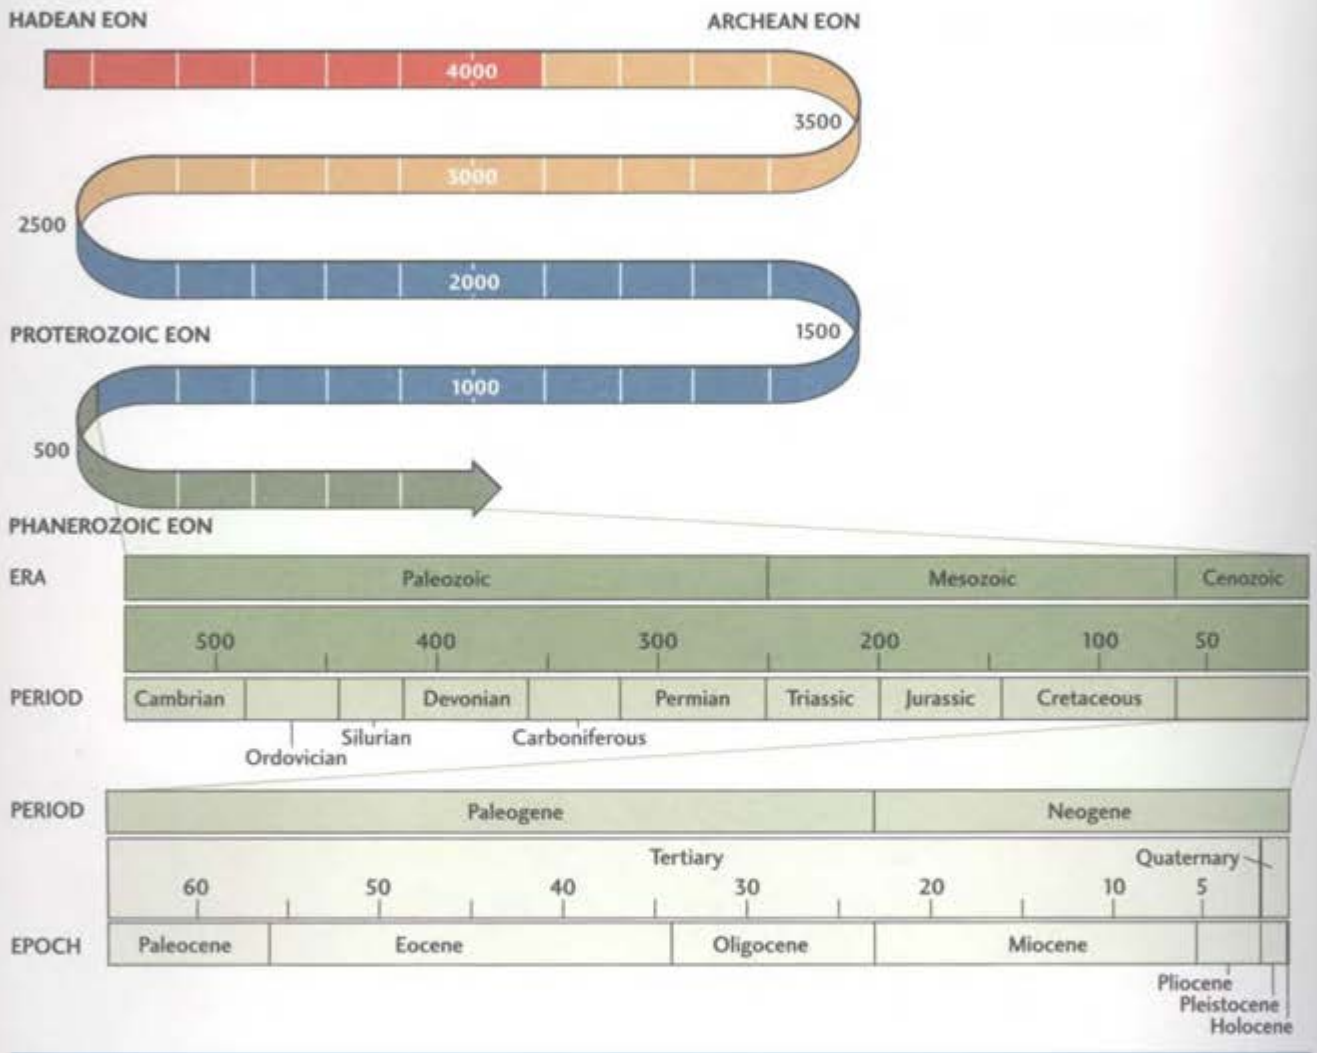 HADEAN EON ARCHEAN EON
4000
3500
3000
2500
2000
PROTEROZOIC EON
1500
1000
500
PHANEROZOIC EON
ERA Paleozoic Mesozoic Cenozoic
500 400 300 200 100 50
PERIOD Cambrian Devonian Permian Triassic Jurassic Cretaceous
Silurian Carboniferous
Ordovician
PERIOD Paleogene Neogene
Tertiary Quaternary
60 50 40 30 20 10 5
EPOCH Paleocene Eocene Oligocene Miocene
Pliocene
Pleistocene
Holocene